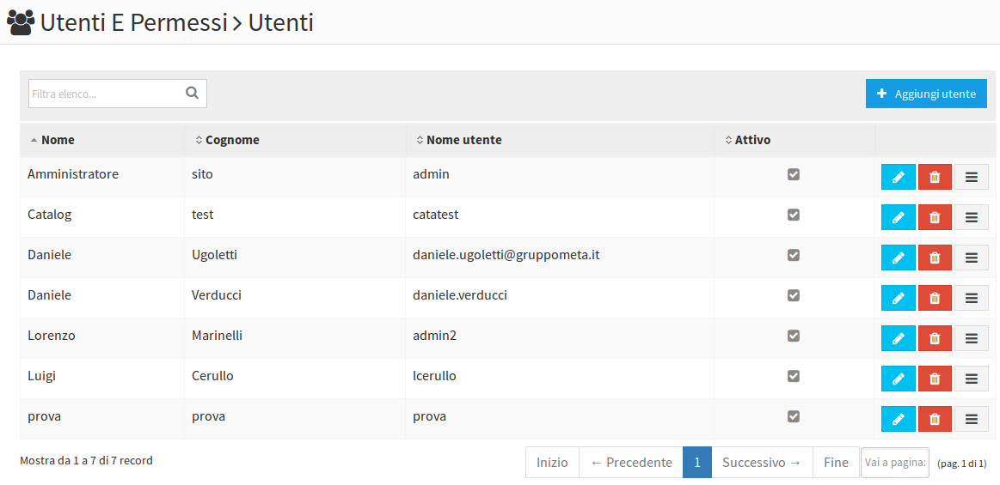 Utenti E Permessi > Utenti
Filtra elenco...
+ Aggiungi utente
Nome Cognome Nome utente Attivo
Amministratore sito admin
Catalog test catatest
Daniele Ugoletti daniele.ugoletti@gruppometa.it
Daniele Verducci daniele.verducci
Lorenzo Marinelli admin2
Luigi Cerullo lcerullo
prova prova prova
Mostra da 1 a 7 di 7 record
Inizio ← Precedente 1 Successivo → Fine Vai a pagina: (pag. 1 di 1)